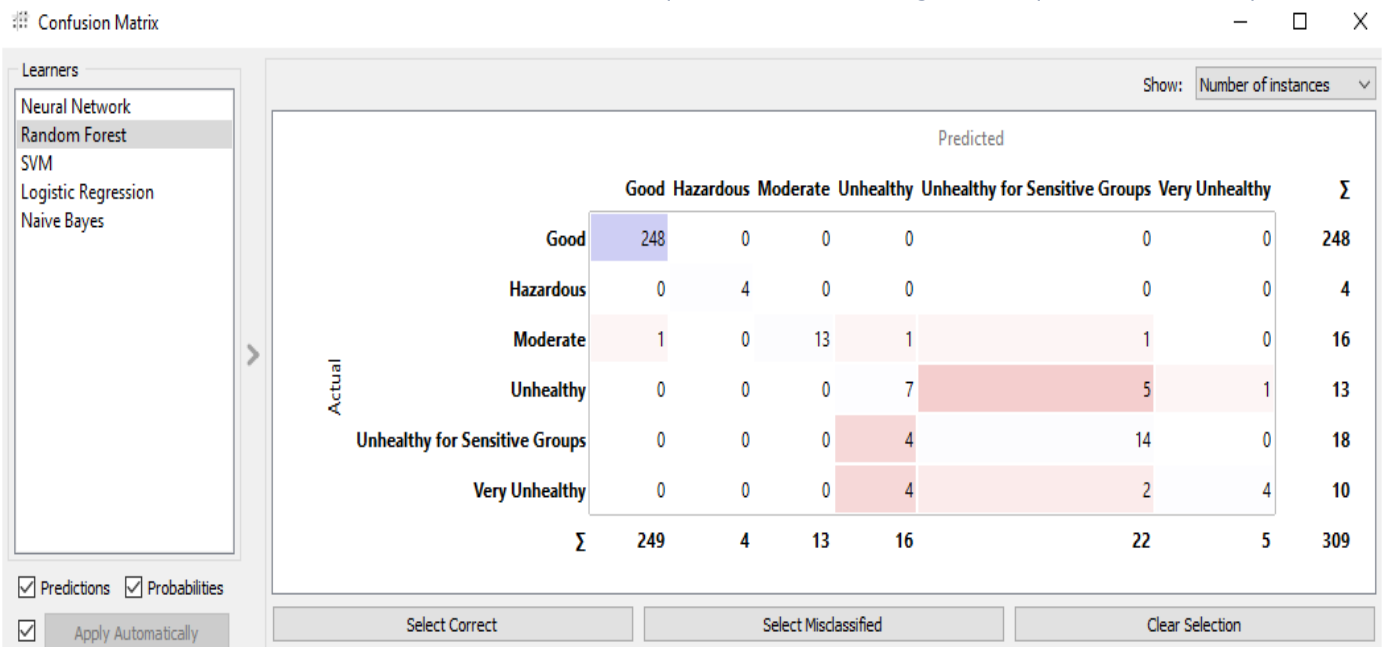 Confusion Matrix
Learners
Neural Network
Random Forest
SVM
Logistic Regression
Naive Bayes
Show: Number of instances
Predicted
Good Hazardous Moderate Unhealthy Unhealthy for Sensitive Groups Very Unhealthy Σ
Actual
Good 248 0 0 0 0 0 248
Hazardous 0 4 0 0 0 0 4
Moderate 1 0 13 1 1 0 16
Unhealthy 0 0 0 7 5 1 13
Unhealthy for Sensitive Groups 0 0 0 4 14 0 18
Very Unhealthy 0 0 0 4 2 4 10
Σ 249 4 13 16 22 5 309
Predictions Probabilities
Apply Automatically
Select Correct Select Misclassified Clear Selection